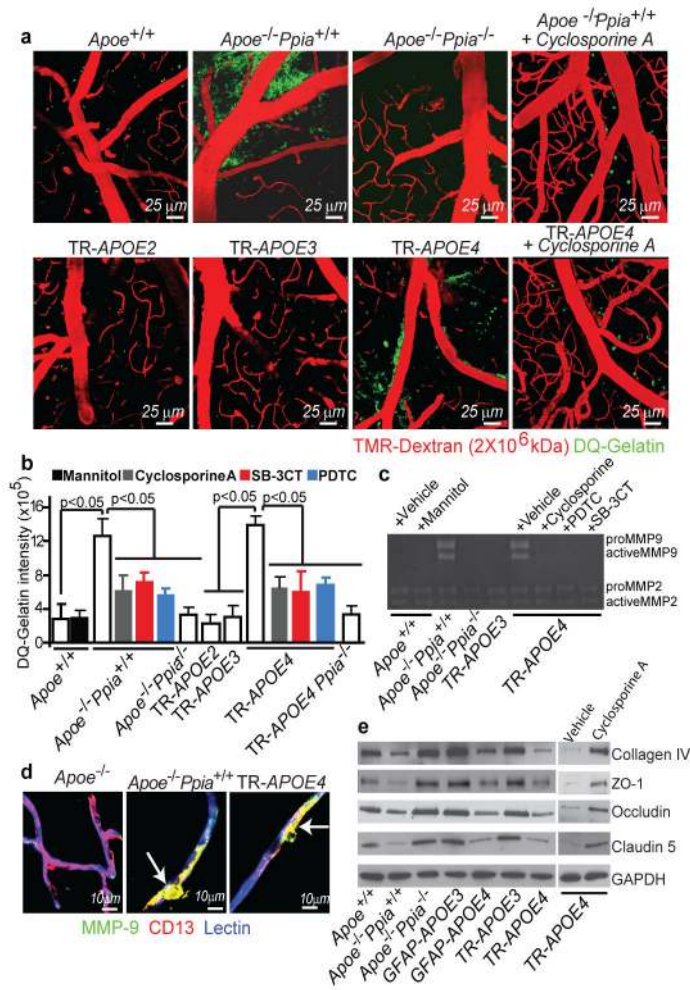 a
Apoe+/+
Apoe-/-Ppia+/+
Apoe-/-Ppia-/-
Apoe -/-Ppia+/+
+ Cyclosporine A
25 μm
25 μm
25 μm
25 μm
TR-APOE2
TR-APOE3
TR-APOE4
TR-APOE4
+ Cyclosporine A
25 μm
25 μm
25 μm
25 μm
TMR-Dextran (2X10^6 kDa) DQ-Gelatin
b
Mannitol CyclosporineA SB-3CT PDTC
DQ-Gelatin intensity (x10^5)
16
12
8
4
0
p<0.05
p<0.05
p<0.05
p<0.05
Apoe+/+
Apoe-/-Ppia+/+
Apoe-/-Ppia-/-
TR-APOE2
TR-APOE3
TR-APOE4
TR-APOE4 Ppia-/-
c
+Vehicle
+Mannitol
+Vehicle
+Cyclosporine
+PDTC
+SB-3CT
proMMP9
activeMMP9
proMMP2
activeMMP2
Apoe+/+
Apoe-/-Ppia+/+
Apoe-/-Ppia-/-
TR-APOE3
TR-APOE4
d
Apoe-/-
Apoe-/-Ppia+/+
TR-APOE4
10μm
10μm
10μm
MMP-9 CD13 Lectin
e
Vehicle
Cyclosporine A
Collagen IV
ZO-1
Occludin
Claudin 5
GAPDH
Apoe+/+
Apoe-/-Ppia+/+
Apoe-/-Ppia-/-
GFAP-APOE3
GFAP-APOE4
TR-APOE3
TR-APOE4
TR-APOE4